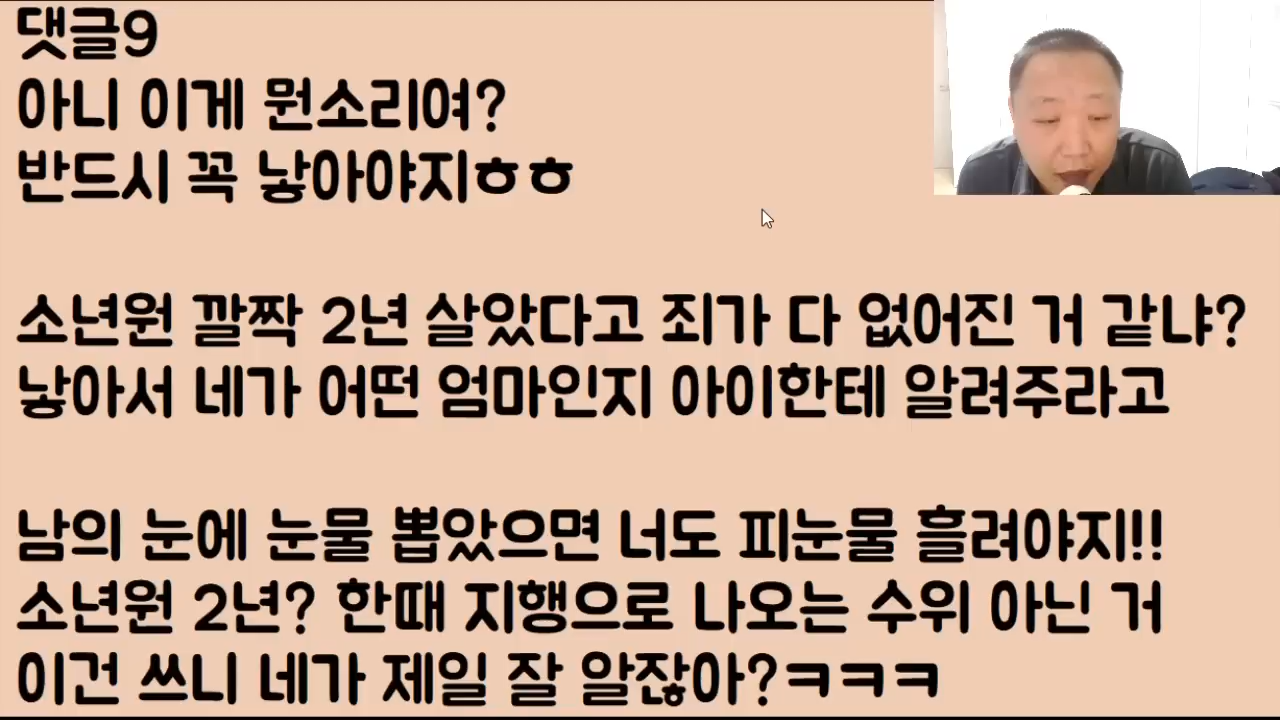 댓글9
아니 이게 뭔소리여?
반드시 꼭 낳아야지ㅎㅎ
소년원 깔짝 2년 살았다고 죄가 다 없어진 거 같냐?
낳아서 네가 어떤 엄마인지 아이한테 알려주라고
남의 눈에 눈물 뽑았으면 너도 피눈물 흘려야지!!
소년원 2년? 한때 지행으로 나오는 수위 아닌 거
이건 쓰니 네가 제일 잘 알잖아?ㅋㅋㅋ